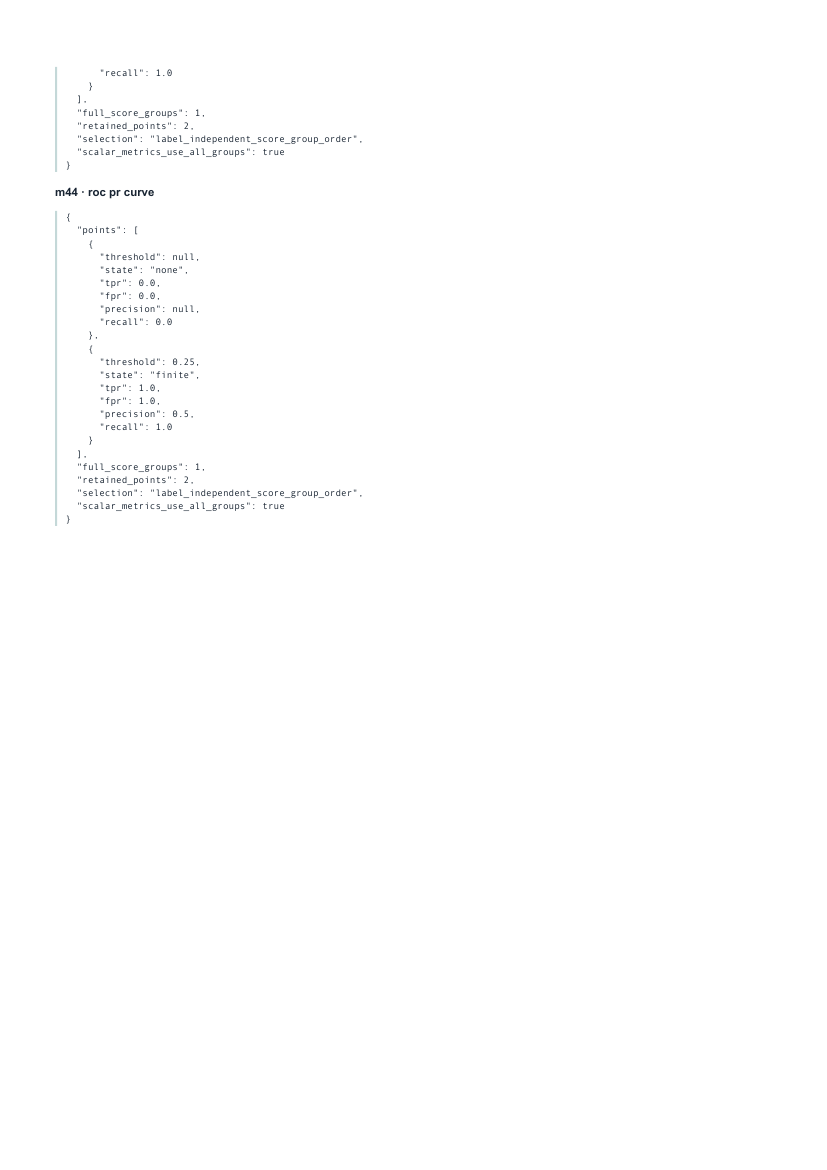 "recall": 1.0
    }
  ],
  "full_score_groups": 1,
  "retained_points": 2,
  "selection": "label_independent_score_group_order",
  "scalar_metrics_use_all_groups": true
}
m44 · roc pr curve
{
  "points": [
    {
      "threshold": null,
      "state": "none",
      "tpr": 0.0,
      "fpr": 0.0,
      "precision": null,
      "recall": 0.0
    },
    {
      "threshold": 0.25,
      "state": "finite",
      "tpr": 1.0,
      "fpr": 1.0,
      "precision": 0.5,
      "recall": 1.0
    }
  ],
  "full_score_groups": 1,
  "retained_points": 2,
  "selection": "label_independent_score_group_order",
  "scalar_metrics_use_all_groups": true
}